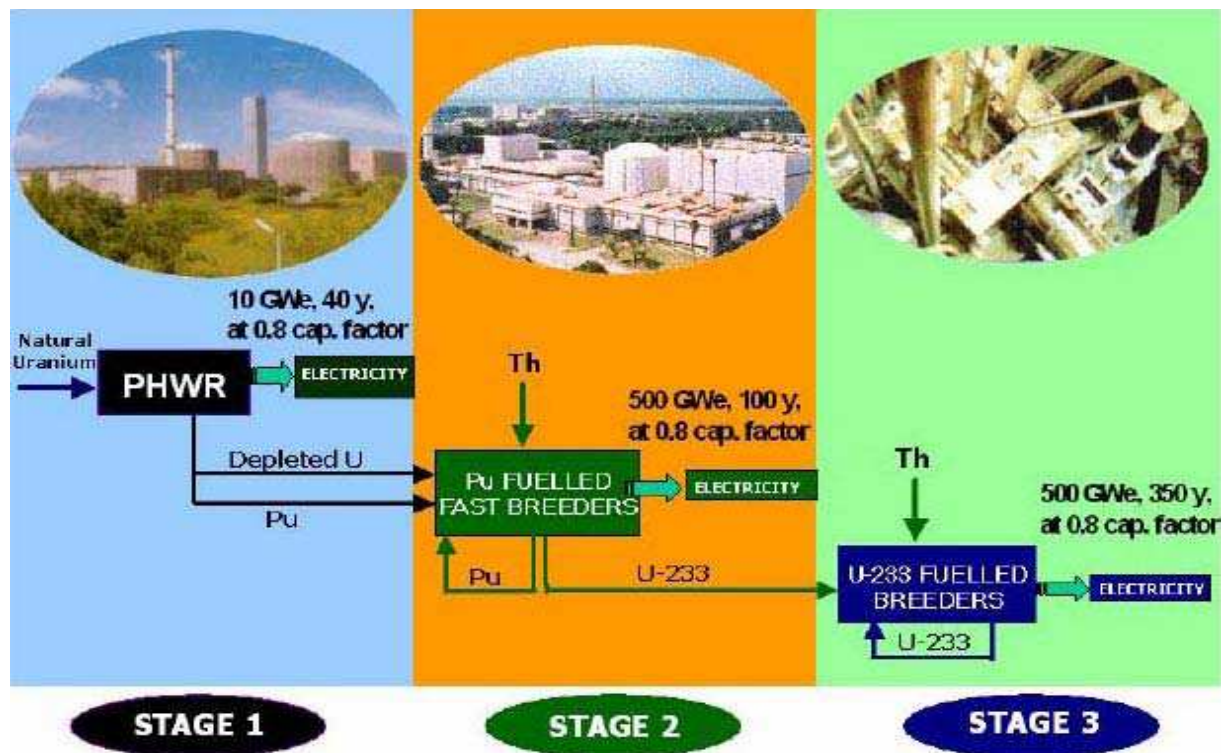 10 GWe, 40 y,
at 0.8 cap. factor
Natural
Uranium
PHWR
ELECTRICITY
Depleted U
Pu
Th
500 GWe, 100 y,
at 0.8 cap. factor
Pu FUELLED
FAST BREEDERS
ELECTRICITY
Pu
U-233
Th
500 GWe, 350 y,
at 0.8 cap. factor
U-233 FUELLED
BREEDERS
ELECTRICITY
U-233
STAGE 1
STAGE 2
STAGE 3